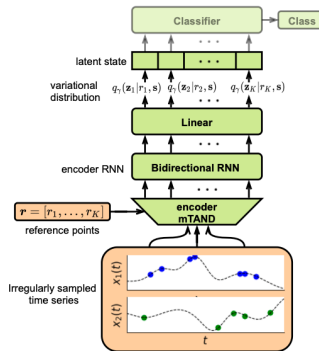 Classifier
Class
latent state
variational
distribution
qγ(z1|r1, s) qγ(z2|r2, s) qγ(zK|rK, s)
Linear
encoder RNN
Bidirectional RNN
encoder
mTAND
r = [r1, . . . , rK]
reference points
Irregularly sampled
time series
x1(t)
x2(t)
t